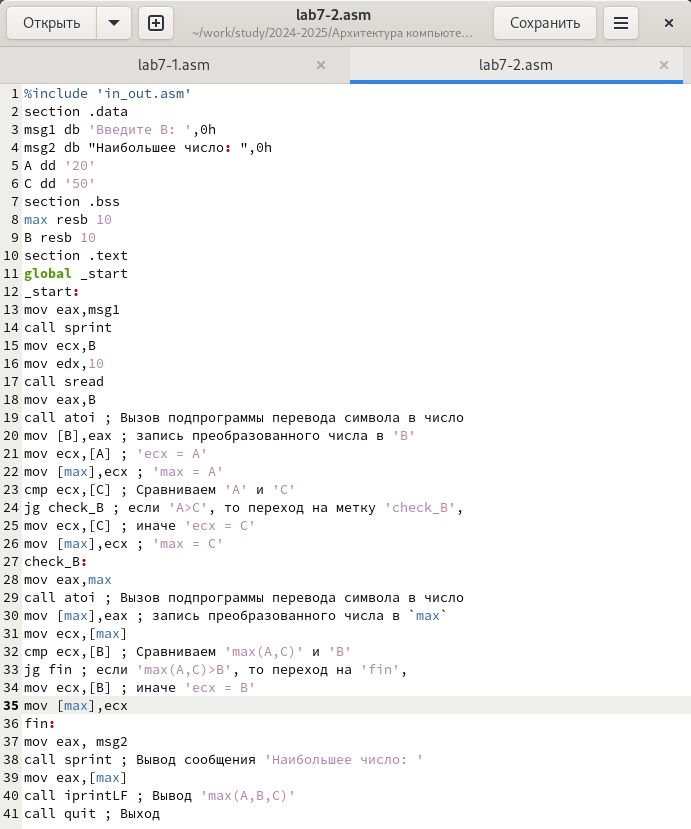 Открыть
lab7-2.asm
~/work/study/2024-2025/Архитектура компьюте...
Сохранить
lab7-1.asm
lab7-2.asm
1 %include 'in_out.asm'
2 section .data
3 msg1 db 'Введите B: ',0h
4 msg2 db "Наибольшее число: ",0h
5 A dd '20'
6 C dd '50'
7 section .bss
8 max resb 10
9 B resb 10
10 section .text
11 global _start
12 _start:
13 mov eax,msg1
14 call sprint
15 mov ecx,B
16 mov edx,10
17 call sread
18 mov eax,B
19 call atoi ; Вызов подпрограммы перевода символа в число
20 mov [B],eax ; запись преобразованного числа в 'B'
21 mov ecx,[A] ; 'ecx = A'
22 mov [max],ecx ; 'max = A'
23 cmp ecx,[C] ; Сравниваем 'A' и 'С'
24 jg check_B ; если 'A>C', то переход на метку 'check_B',
25 mov ecx,[C] ; иначе 'ecx = C'
26 mov [max],ecx ; 'max = C'
27 check_B:
28 mov eax,max
29 call atoi ; Вызов подпрограммы перевода символа в число
30 mov [max],eax ; запись преобразованного числа в `max`
31 mov ecx,[max]
32 cmp ecx,[B] ; Сравниваем 'max(A,C)' и 'B'
33 jg fin ; если 'max(A,C)>B', то переход на 'fin',
34 mov ecx,[B] ; иначе 'ecx = B'
35 mov [max],ecx
36 fin:
37 mov eax, msg2
38 call sprint ; Вывод сообщения 'Наибольшее число: '
39 mov eax,[max]
40 call iprintLF ; Вывод 'max(A,B,C)'
41 call quit ; Выход